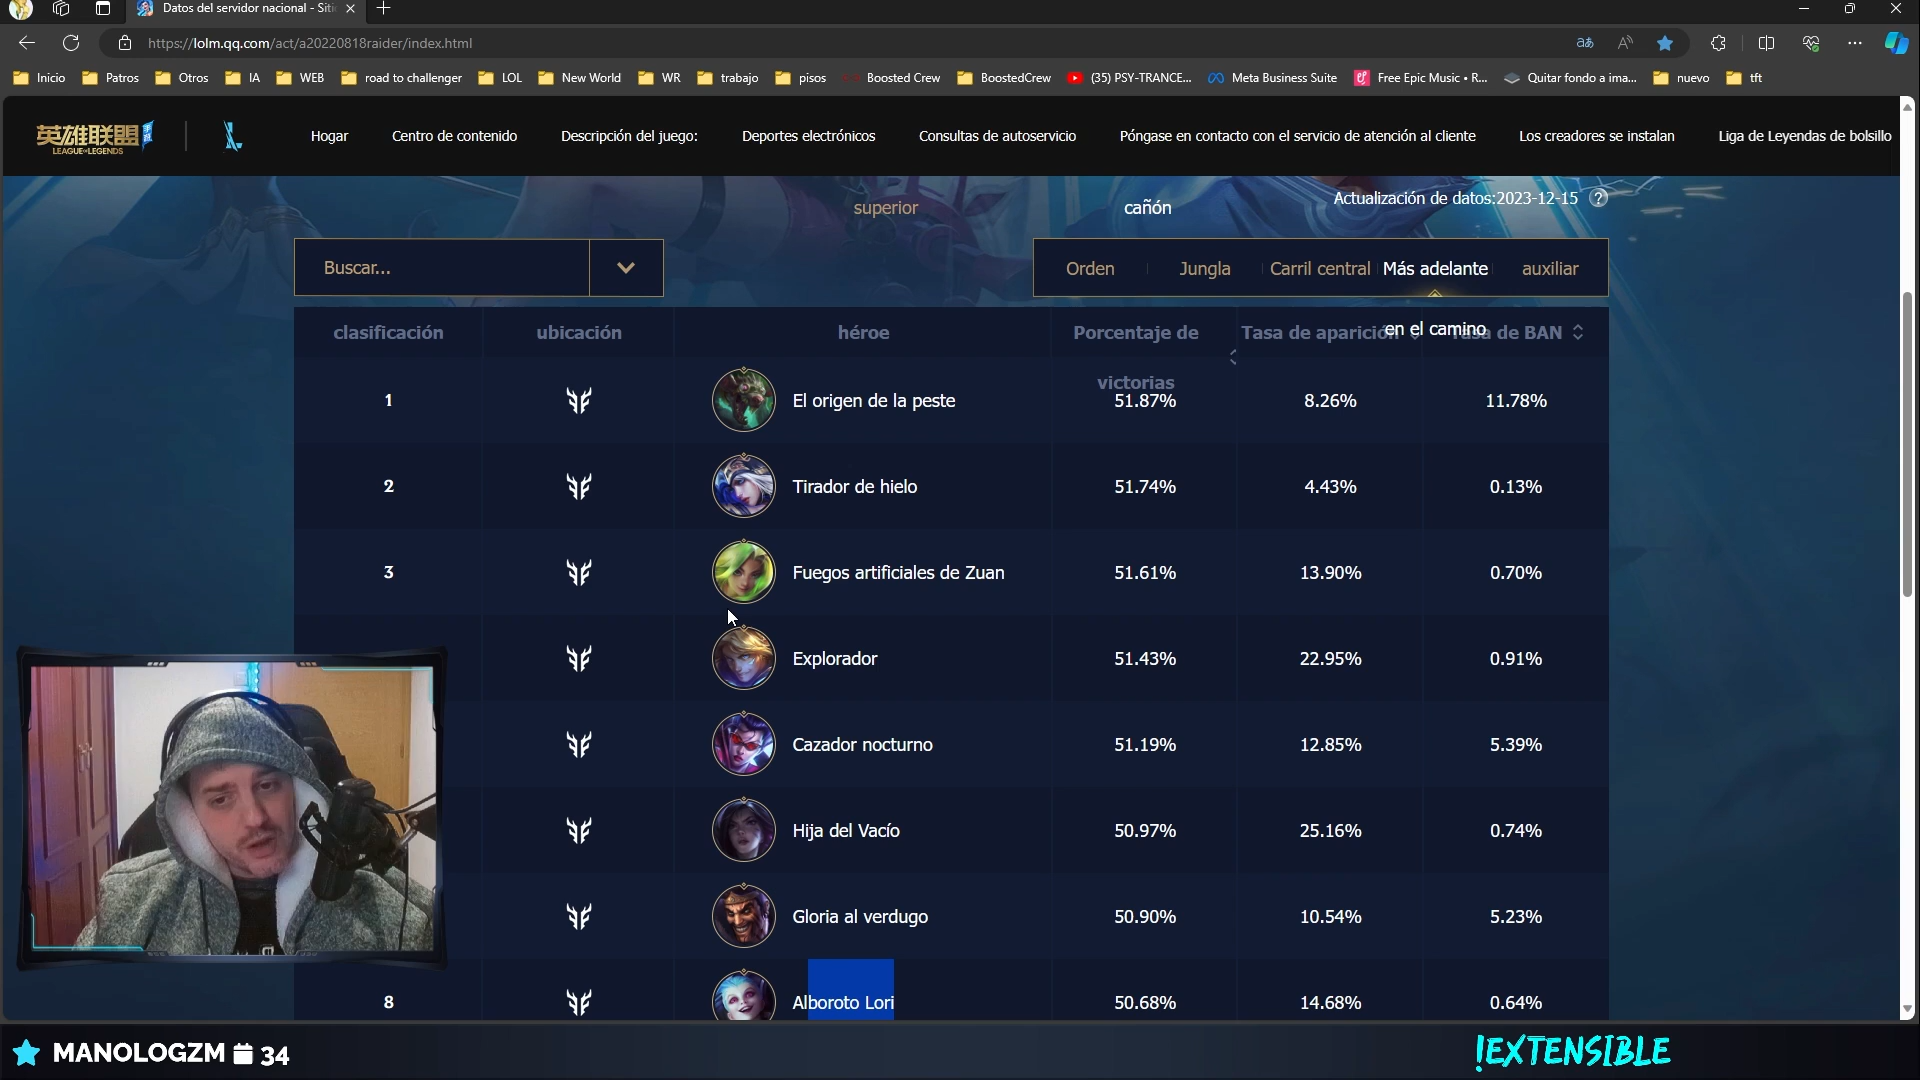 Datos del servidor nacional - Siti
https://lolm.qq.com/act/a20220818raider/index.html
Inicio Patros Otros IA WEB road to challenger LOL New World WR trabajo pisos Boosted Crew BoostedCrew (35) PSY-TRANCE... Meta Business Suite Free Epic Music • R... Quitar fondo a ima... nuevo tft
英雄联盟手游
LEAGUE OF LEGENDS
Hogar Centro de contenido Descripción del juego: Deportes electrónicos Consultas de autoservicio Póngase en contacto con el servicio de atención al cliente Los creadores se instalan Liga de Leyendas de bolsillo
superior cañón Actualización de datos:2023-12-15 ?
Buscar...
Orden Jungla Carril central Más adelante auxiliar
en el camino
clasificación ubicación héroe Porcentaje de victorias Tasa de aparición Tasa de BAN
1 El origen de la peste 51.87% 8.26% 11.78%
2 Tirador de hielo 51.74% 4.43% 0.13%
3 Fuegos artificiales de Zuan 51.61% 13.90% 0.70%
Explorador 51.43% 22.95% 0.91%
Cazador nocturno 51.19% 12.85% 5.39%
Hija del Vacío 50.97% 25.16% 0.74%
Gloria al verdugo 50.90% 10.54% 5.23%
8 Alboroto Lori 50.68% 14.68% 0.64%
MANOLOGZM 34
!EXTENSIBLE